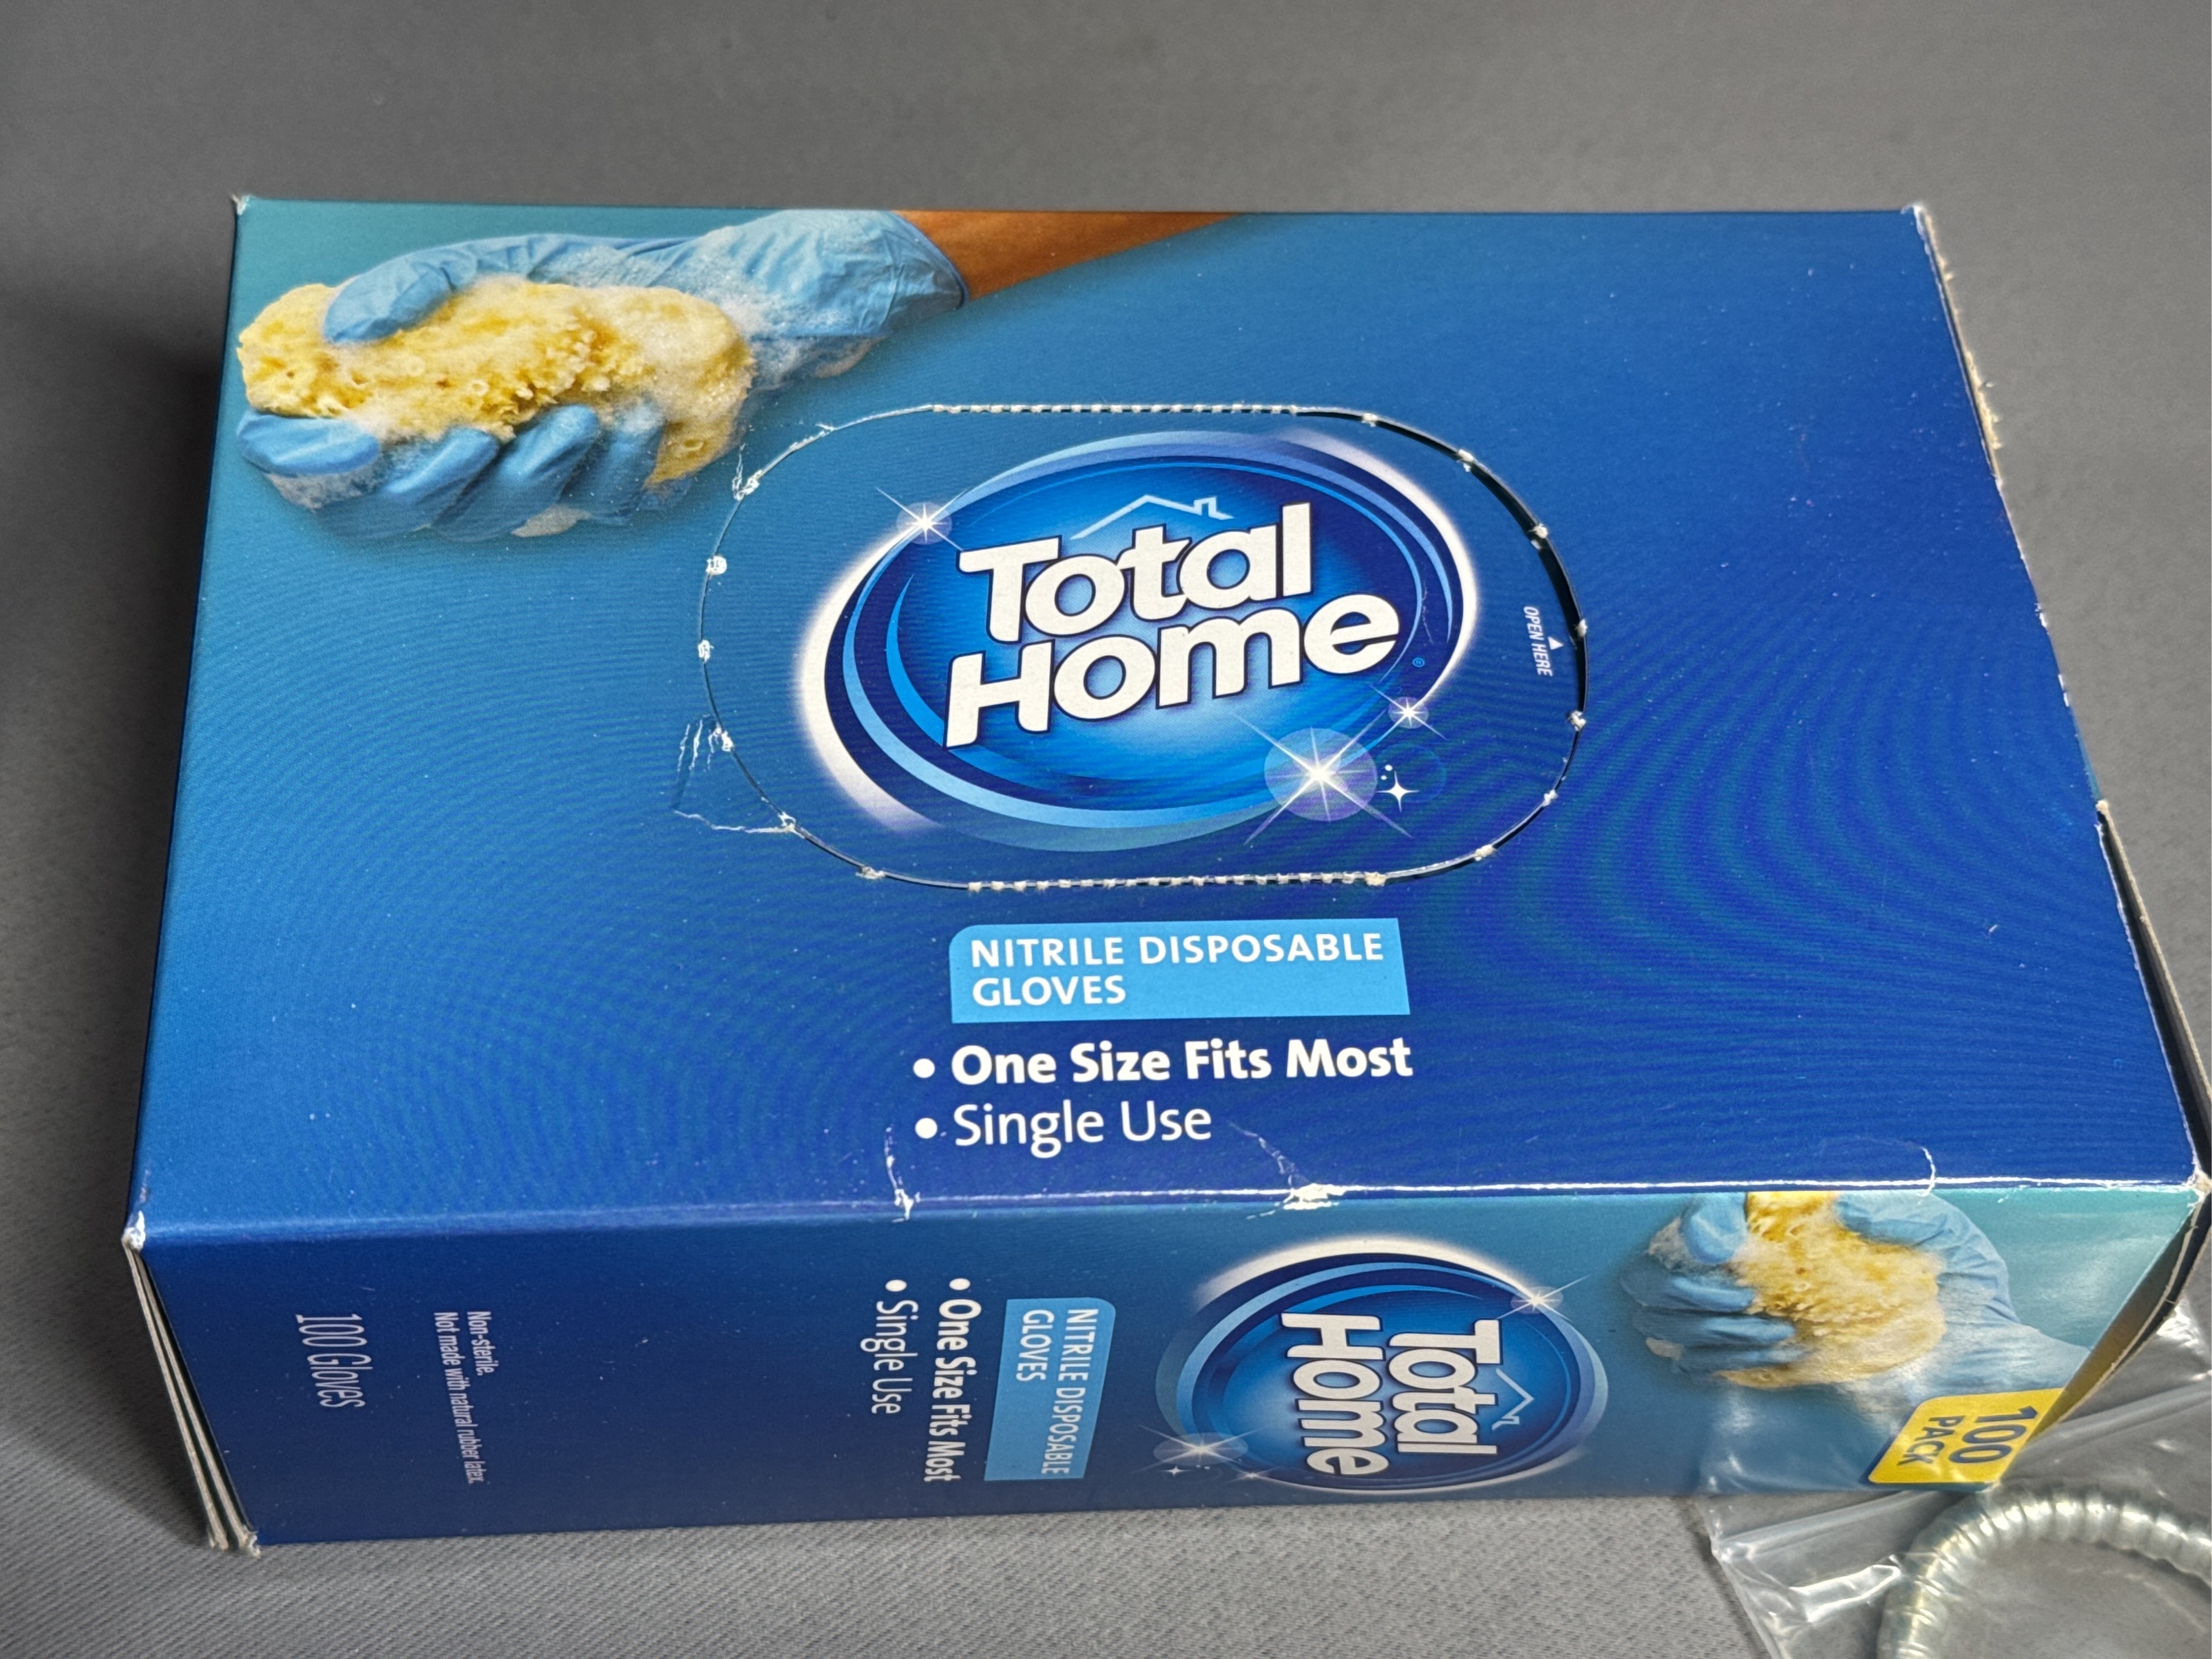 Total
Home
®
OPEN HERE
NITRILE DISPOSABLE
GLOVES
• One Size Fits Most
• Single Use
100
PACK
Total
Home
NITRILE DISPOSABLE
GLOVES
• One Size Fits Most
• Single Use
Non-sterile.
Not made with natural rubber latex.
100 Gloves